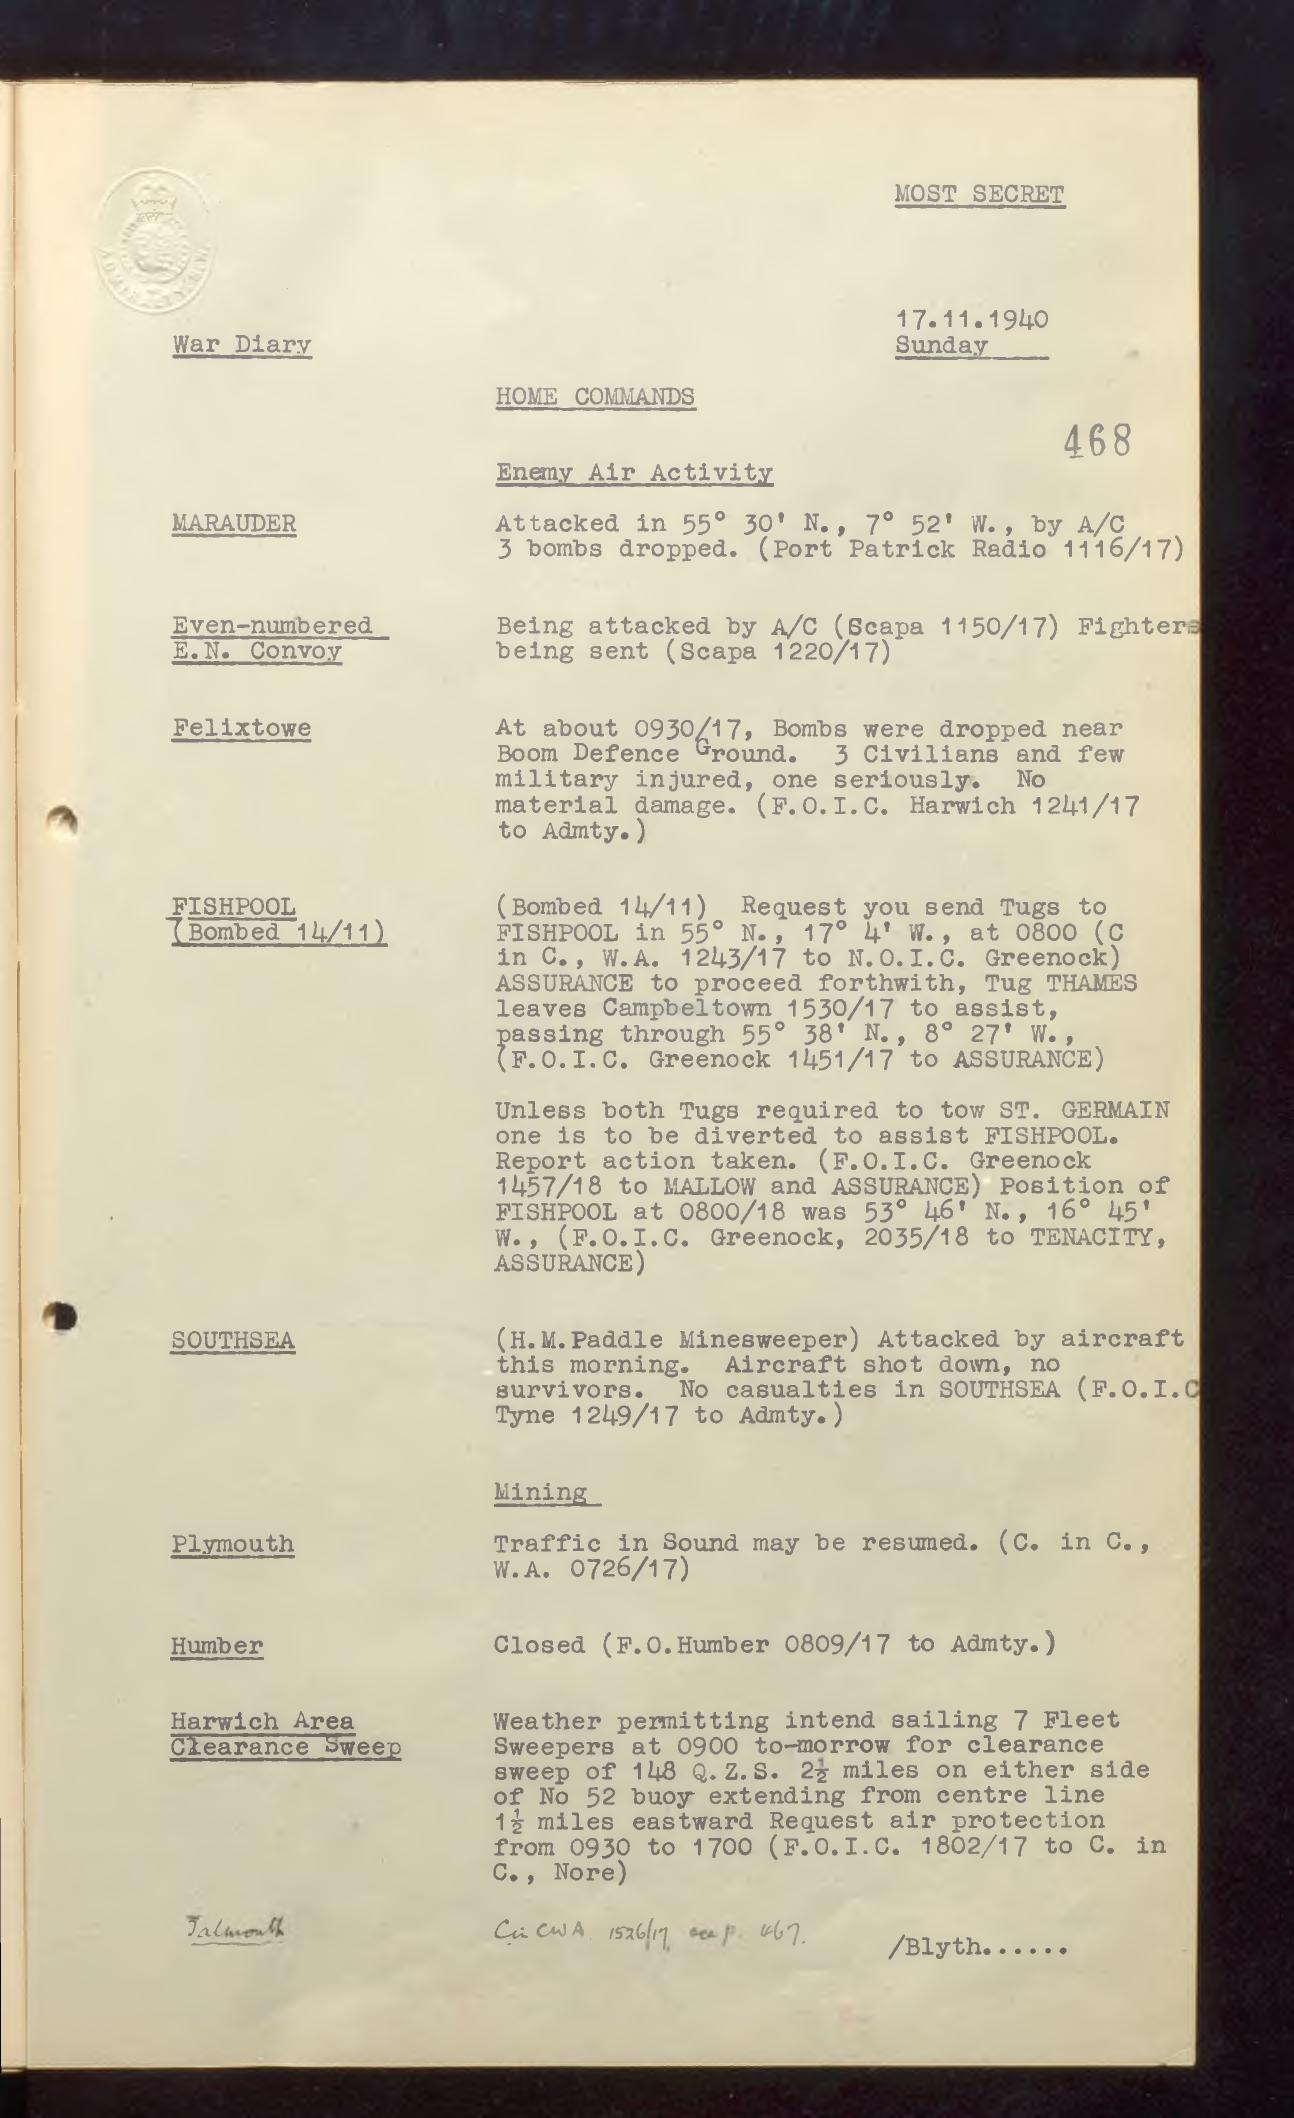 MOST SECRET
17.11.1940
War Diary
Sunday
HOME COMMANDS
468
Enemy Air Activity
MARAUDER
Attacked in 55° 30' N., 7° 52' W., by A/C
3 bombs dropped. (Port Patrick Radio 1116/17)
Even-numbered
E.N. Convoy
Being attacked by A/C (Scapa 1150/17) Fighters
being sent (Scapa 1220/17)
Felixtowe
At about 0930/17, Bombs were dropped near
Boom Defence Ground. 3 Civilians and few
military injured, one seriously. No
material damage. (F.O.I.C. Harwich 1241/17
to Admty.)
FISHPOOL
(Bombed 14/11)
(Bombed 14/11) Request you send Tugs to
FISHPOOL in 55° N., 17° 4' W., at 0800 (C
in C., W.A. 1243/17 to N.O.I.C. Greenock)
ASSURANCE to proceed forthwith, Tug THAMES
leaves Campbeltown 1530/17 to assist,
passing through 55° 38' N., 8° 27' W.,
(F.O.I.C. Greenock 1451/17 to ASSURANCE)
Unless both Tugs required to tow ST. GERMAIN
one is to be diverted to assist FISHPOOL.
Report action taken. (F.O.I.C. Greenock
1457/18 to MALLOW and ASSURANCE) Position of
FISHPOOL at 0800/18 was 53° 46' N., 16° 45'
W., (F.O.I.C. Greenock, 2035/18 to TENACITY,
ASSURANCE)
SOUTHSEA
(H.M.Paddle Minesweeper) Attacked by aircraft
this morning. Aircraft shot down, no
survivors. No casualties in SOUTHSEA (F.O.I.C
Tyne 1249/17 to Admty.)
Mining
Plymouth
Traffic in Sound may be resumed. (C. in C.,
W.A. 0726/17)
Humber
Closed (F.O.Humber 0809/17 to Admty.)
Harwich Area
Clearance Sweep
Weather permitting intend sailing 7 Fleet
Sweepers at 0900 to-morrow for clearance
sweep of 148 Q.Z.S. 2½ miles on either side
of No 52 buoy extending from centre line
1½ miles eastward Request air protection
from 0930 to 1700 (F.O.I.C. 1802/17 to C. in
C., Nore)
Falmouth
Cin CWA 1526/17, see p. 467.
/Blyth......